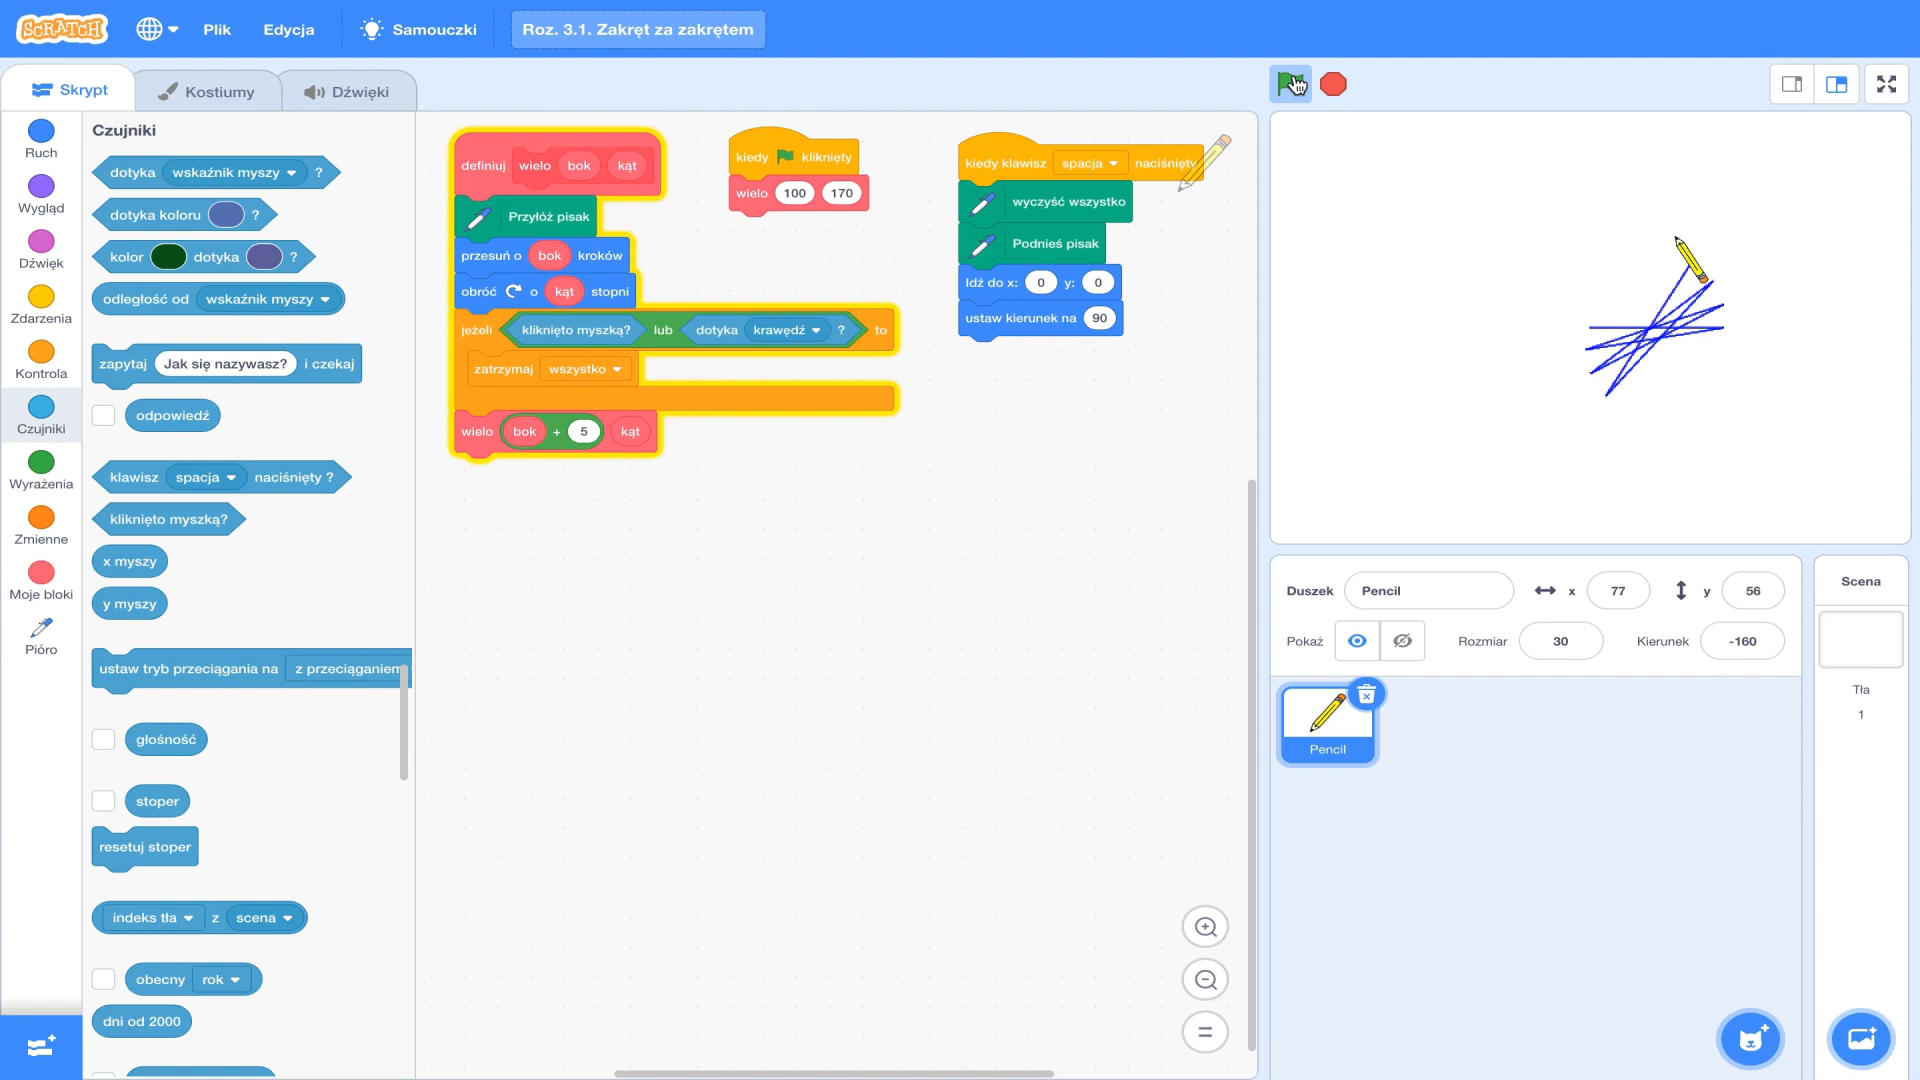 SCRATCH
Plik
Edycja
Samouczki
Roz. 3.1. Zakręt za zakrętem
Skrypt
Kostiumy
Dźwięki
Ruch
Wygląd
Dźwięk
Zdarzenia
Kontrola
Czujniki
Wyrażenia
Zmienne
Moje bloki
Pióro
Czujniki
dotyka wskaźnik myszy ?
dotyka koloru ?
kolor dotyka ?
odległość od wskaźnik myszy
zapytaj Jak się nazywasz? i czekaj
odpowiedź
klawisz spacja naciśnięty ?
kliknięto myszką?
x myszy
y myszy
ustaw tryb przeciągania na z przeciąganiem
głośność
stoper
resetuj stoper
indeks tła z scena
obecny rok
dni od 2000
definiuj wielo bok kąt
Przyłóż pisak
przesuń o bok kroków
obróć o kąt stopni
jeżeli kliknięto myszką? lub dotyka krawędź ? to
zatrzymaj wszystko
wielo bok + 5 kąt
kiedy kliknięty
wielo 100 170
kiedy klawisz spacja naciśnięty
wyczyść wszystko
Podnieś pisak
Idź do x: 0 y: 0
ustaw kierunek na 90
Duszek Pencil x 77 y 56
Pokaż Rozmiar 30 Kierunek -160
Pencil
Scena
Tła
1